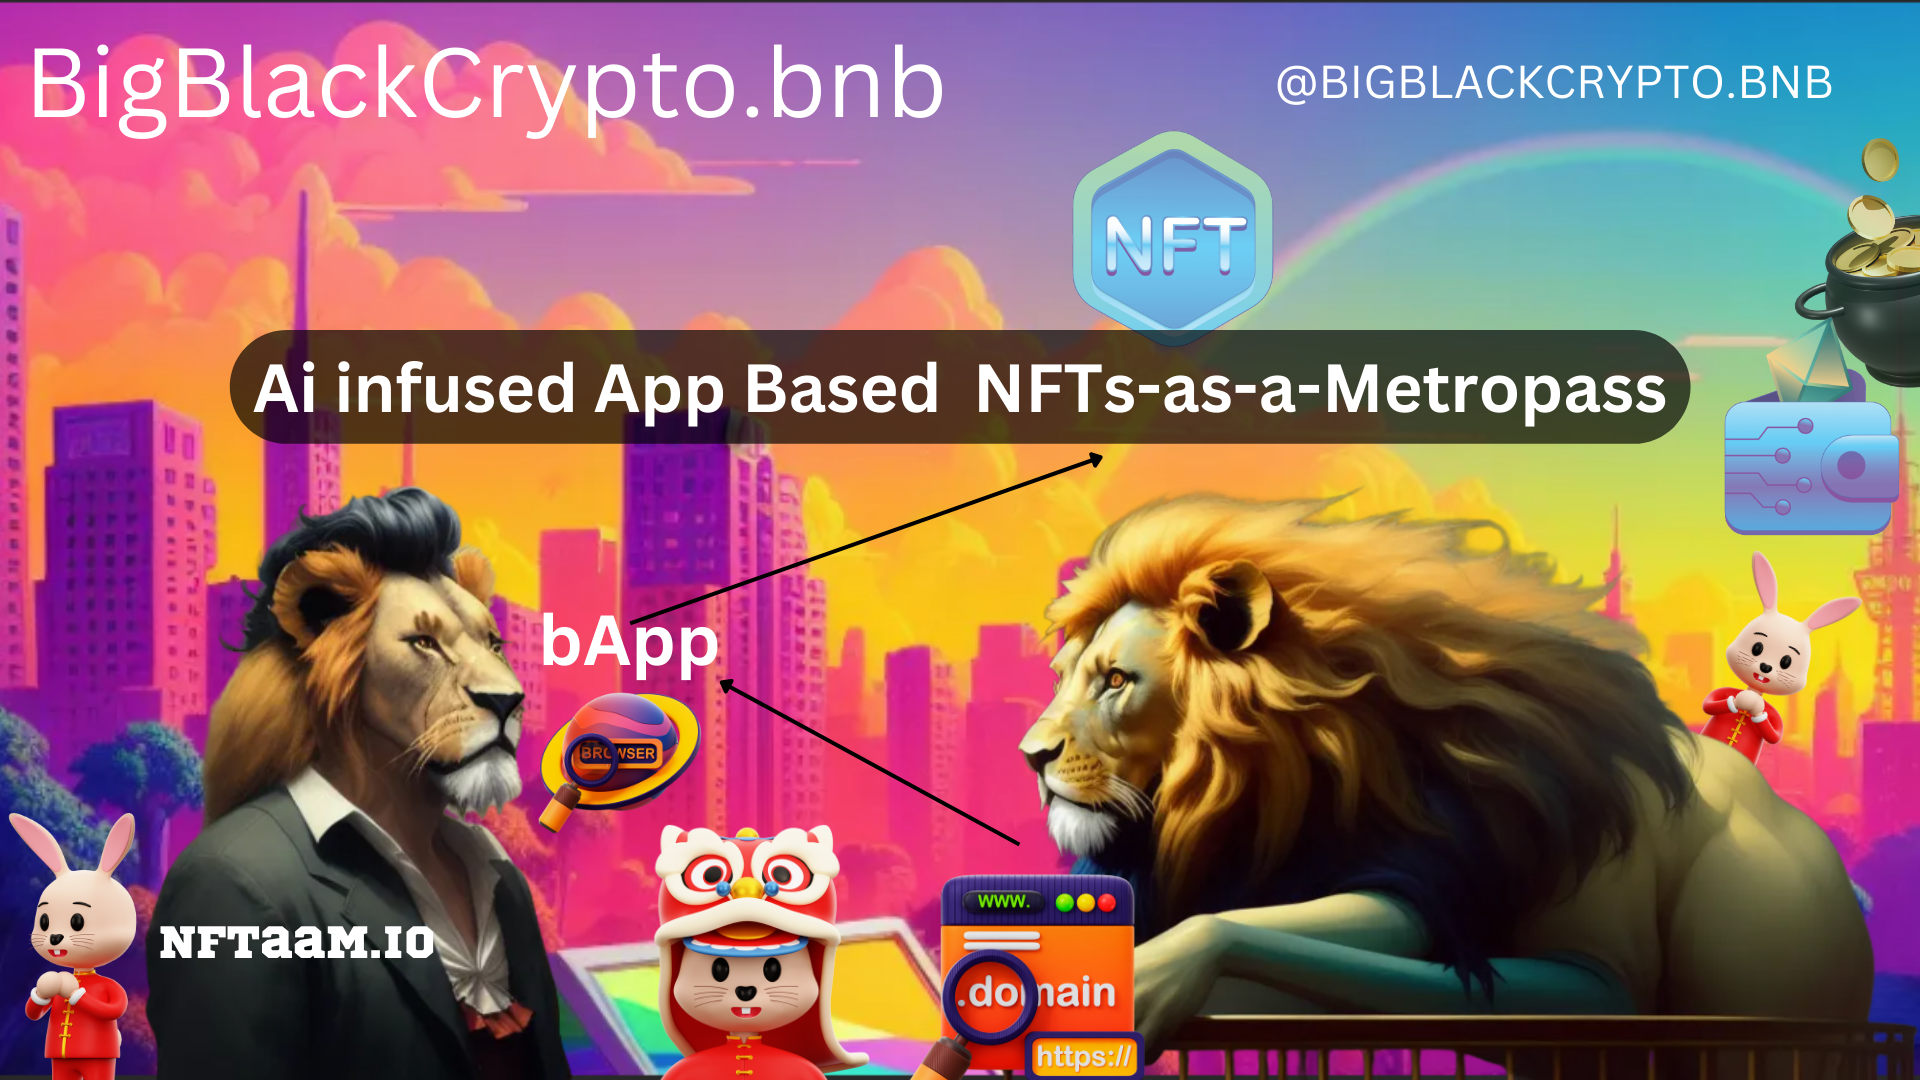 BigBlackCrypto.bnb
@BIGBLACKCRYPTO.BNB
NFT
Ai infused App Based NFTs-as-a-Metropass
bApp
BROWSER
www.
NFTaaM.IO
.domain
https://